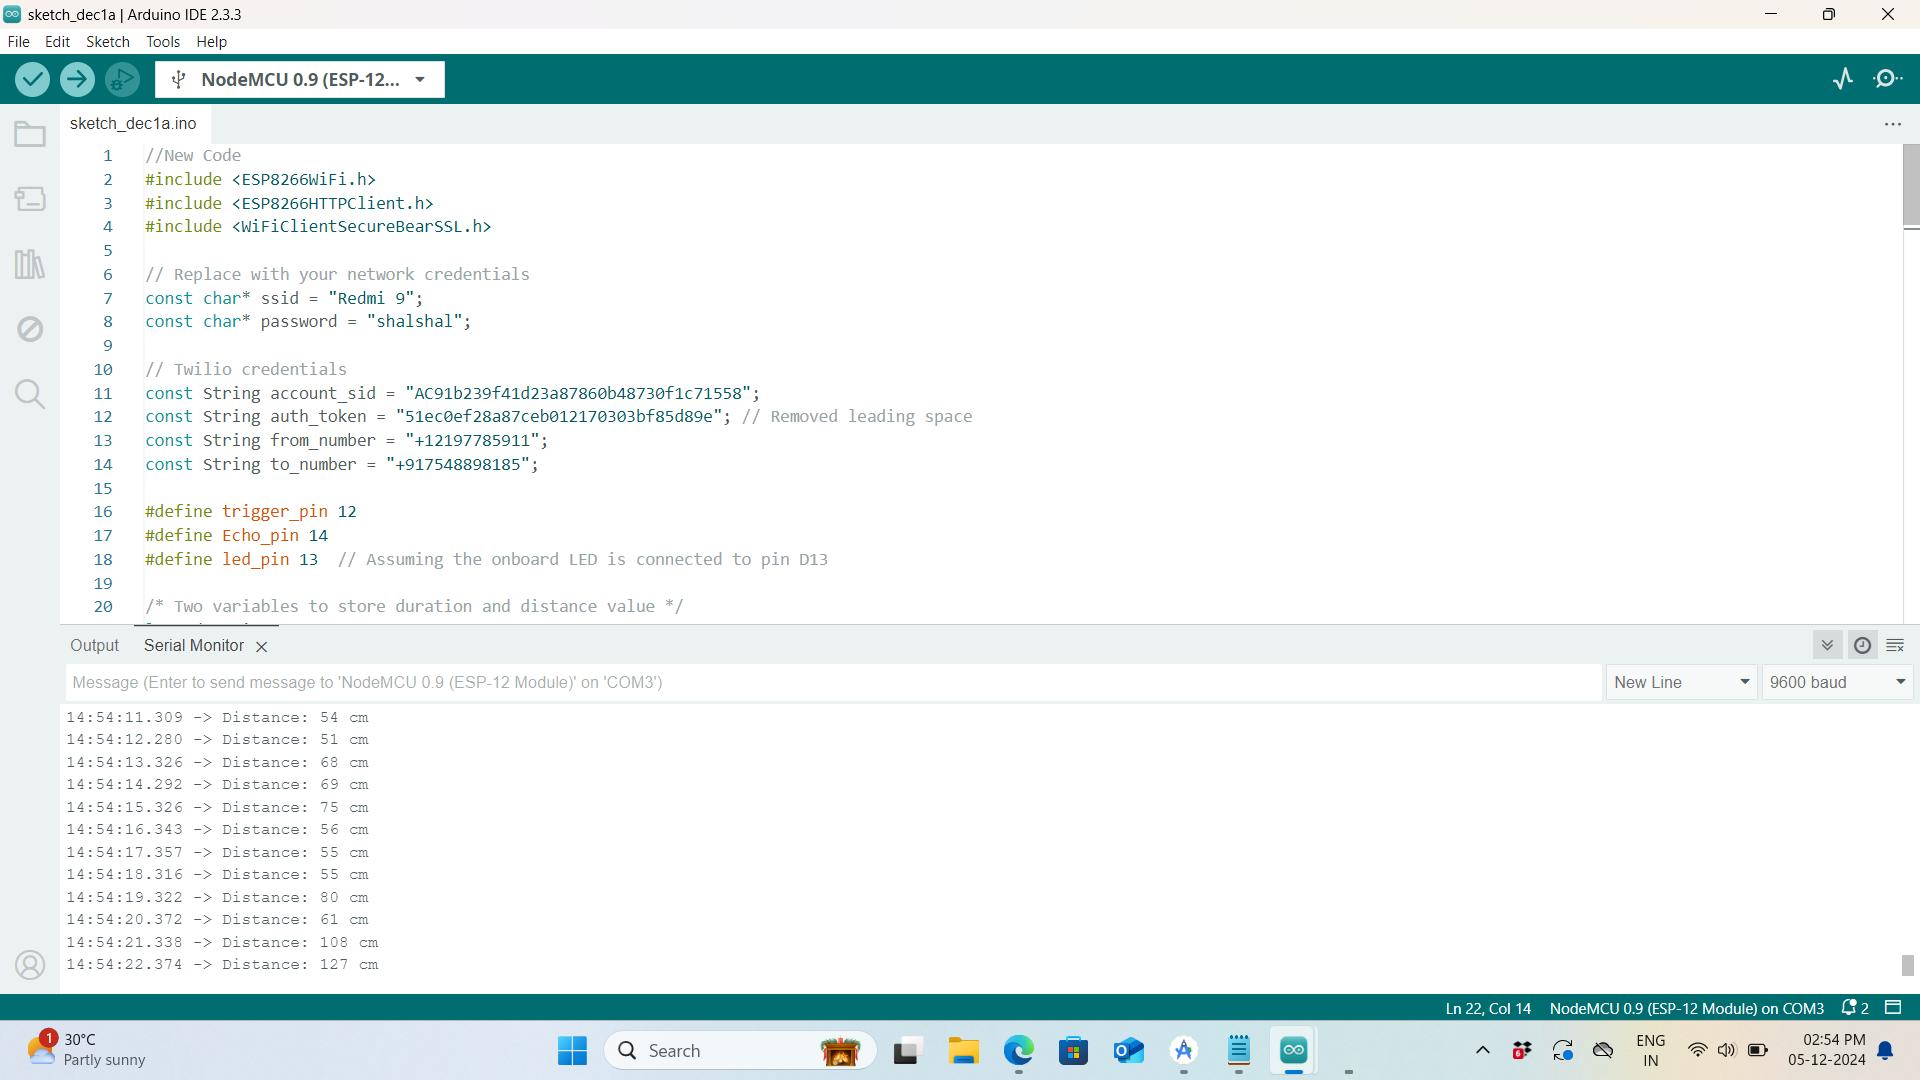 sketch_dec1a | Arduino IDE 2.3.3
File Edit Sketch Tools Help
NodeMCU 0.9 (ESP-12...
sketch_dec1a.ino
1 //New Code
2 #include <ESP8266WiFi.h>
3 #include <ESP8266HTTPClient.h>
4 #include <WiFiClientSecureBearSSL.h>
5
6 // Replace with your network credentials
7 const char* ssid = "Redmi 9";
8 const char* password = "shalshal";
9
10 // Twilio credentials
11 const String account_sid = "AC91b239f41d23a87860b48730f1c71558";
12 const String auth_token = "51ec0ef28a87ceb012170303bf85d89e"; // Removed leading space
13 const String from_number = "+12197785911";
14 const String to_number = "+917548898185";
15
16 #define trigger_pin 12
17 #define Echo_pin 14
18 #define led_pin 13  // Assuming the onboard LED is connected to pin D13
19
20 /* Two variables to store duration and distance value */
Output Serial Monitor
Message (Enter to send message to 'NodeMCU 0.9 (ESP-12 Module)' on 'COM3') New Line 9600 baud
14:54:11.309 -> Distance: 54 cm
14:54:12.280 -> Distance: 51 cm
14:54:13.326 -> Distance: 68 cm
14:54:14.292 -> Distance: 69 cm
14:54:15.326 -> Distance: 75 cm
14:54:16.343 -> Distance: 56 cm
14:54:17.357 -> Distance: 55 cm
14:54:18.316 -> Distance: 55 cm
14:54:19.322 -> Distance: 80 cm
14:54:20.372 -> Distance: 61 cm
14:54:21.338 -> Distance: 108 cm
14:54:22.374 -> Distance: 127 cm
Ln 22, Col 14 NodeMCU 0.9 (ESP-12 Module) on COM3 2
1 30°C
Partly sunny
Search
6
ENG
IN
02:54 PM
05-12-2024